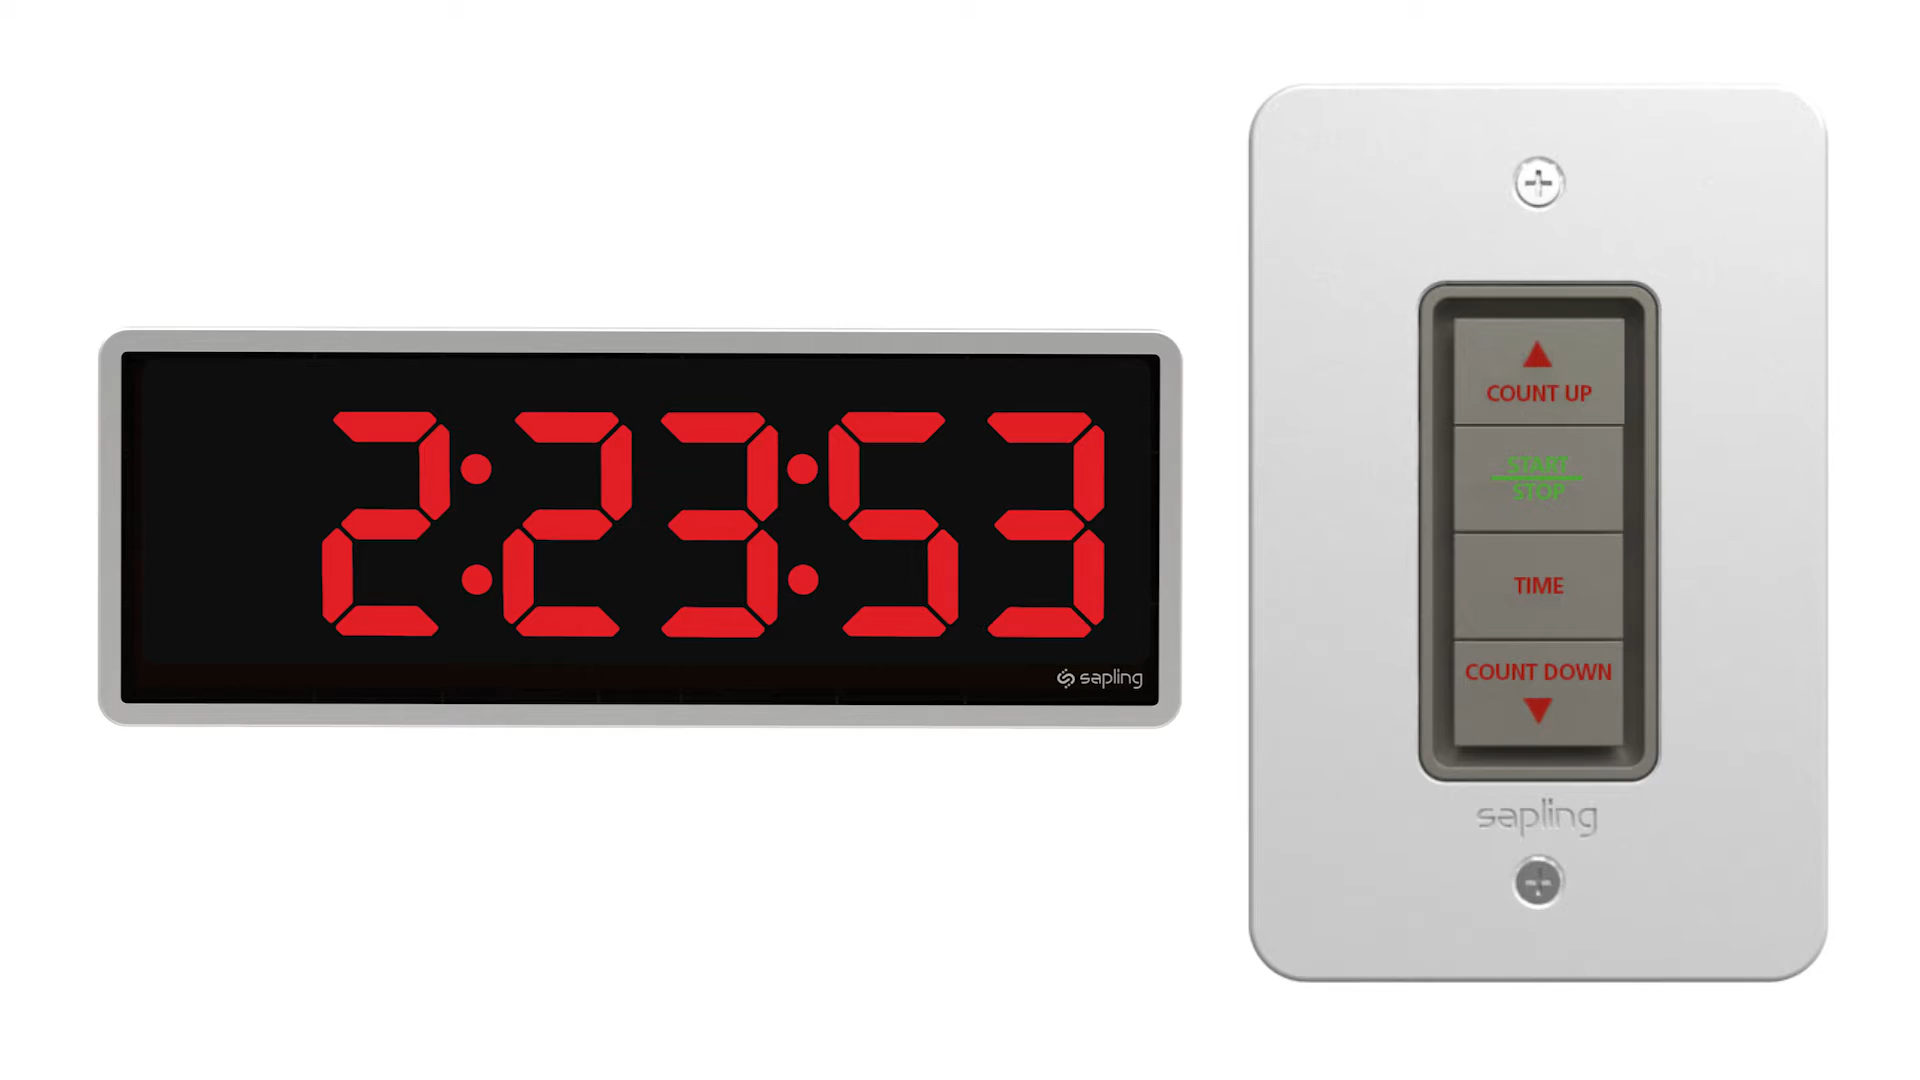 2:23:53
sapling
COUNT UP
START
STOP
TIME
COUNT DOWN
sapling